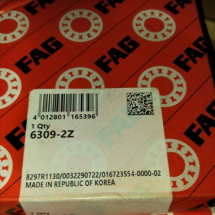 FAG
FAG
FAG
FAG
4 012801 165396
1 Qty
6309-2Z
8297R1130/0032290722/016723554-0000-02
MADE IN REPUBLIC OF KOREA